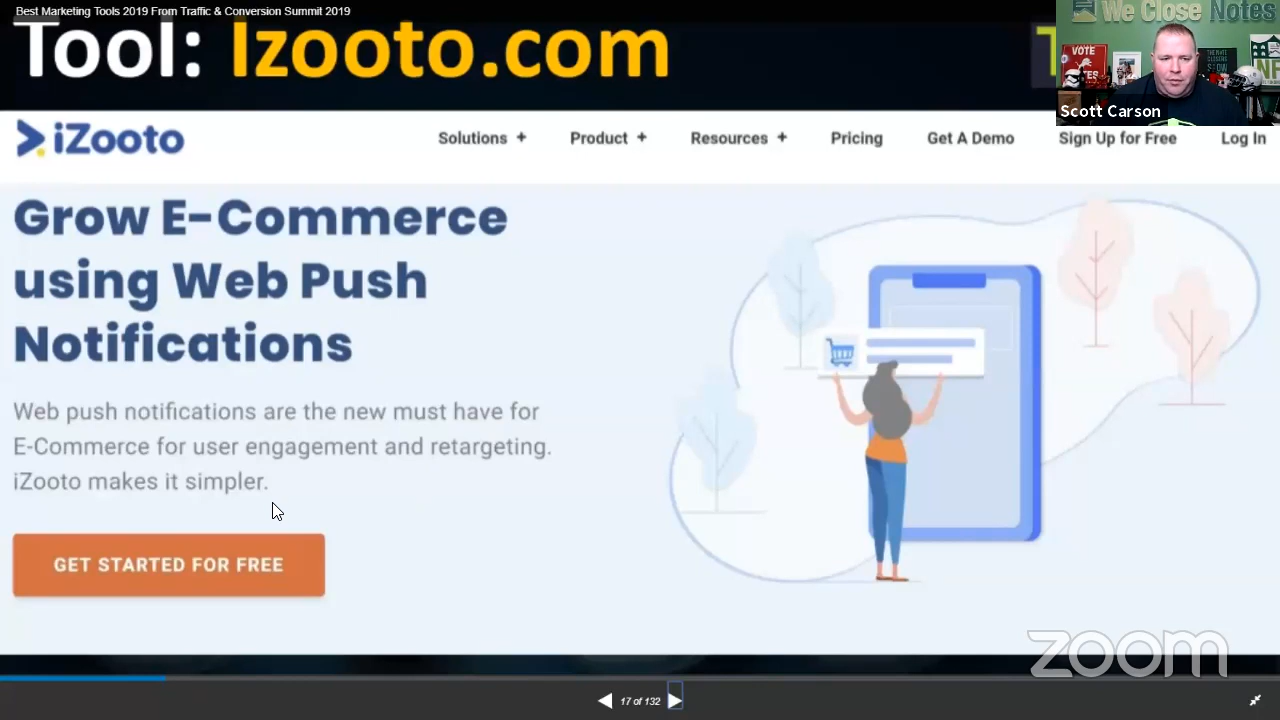 Best Marketing Tools 2019 From Traffic & Conversion Summit 2019
Tool: Izooto.com
We Close Notes
VOTE
Scott Carson
iZooto
Solutions + Product + Resources + Pricing Get A Demo Sign Up for Free Log In
Grow E-Commerce
using Web Push
Notifications
Web push notifications are the new must have for
E-Commerce for user engagement and retargeting.
iZooto makes it simpler.
GET STARTED FOR FREE
zoom
17 of 132